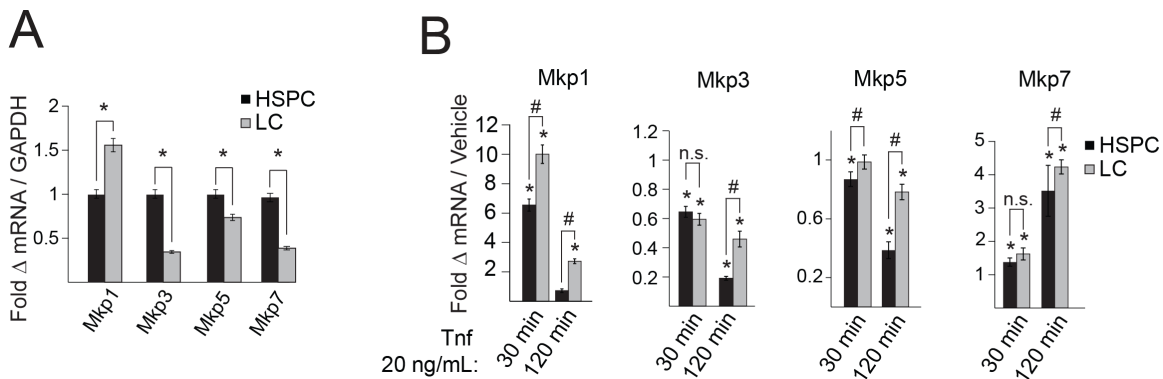 A
Fold Δ mRNA / GAPDH
2
1.5
1
0.5
*
*
*
*
HSPC
LC
Mkp1
Mkp3
Mkp5
Mkp7
B
Fold Δ mRNA / Vehicle
Mkp1
12
10
8
6
4
2
#
*
*
#
*
30 min
120 min
Mkp3
1.2
1
0.8
0.6
0.4
0.2
n.s.
*
*
#
*
*
30 min
120 min
Mkp5
1
0.6
0.2
#
*
#
*
*
30 min
120 min
Mkp7
5
4
3
2
1
n.s.
*
*
#
*
*
30 min
120 min
HSPC
LC
Tnf
20 ng/mL: